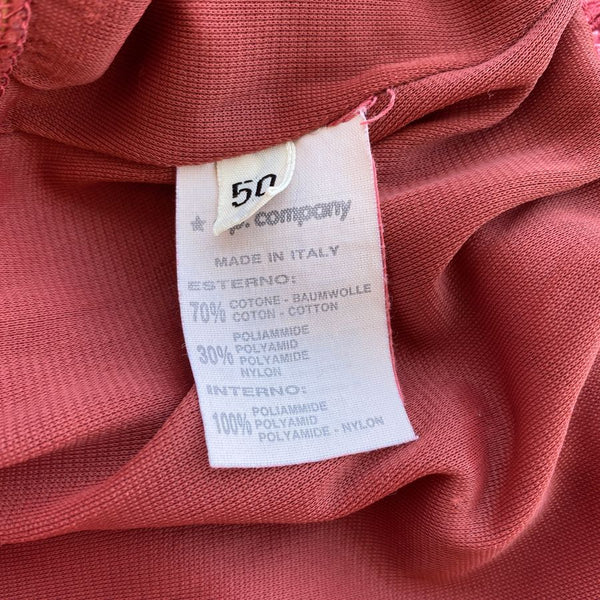 50
company
MADE IN ITALY
ESTERNO:
70% COTONE - BAUMWOLLE
COTON - COTTON
30% POLIAMMIDE
POLYAMID
POLYAMIDE
NYLON
INTERNO:
100% POLIAMMIDE
POLYAMID
POLYAMIDE - NYLON